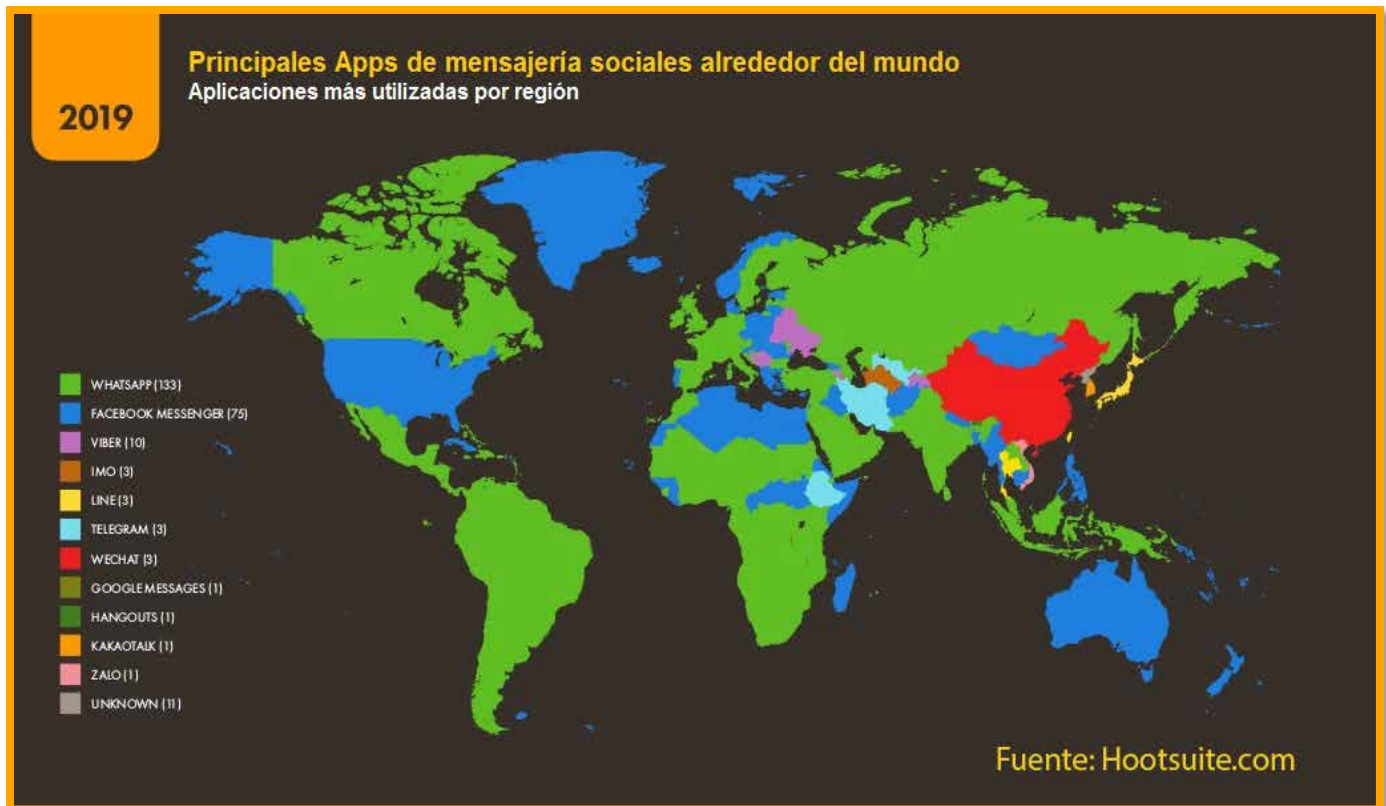 2019
Principales Apps de mensajería sociales alrededor del mundo
Aplicaciones más utilizadas por región
WHATSAPP (133)
FACEBOOK MESSENGER (75)
VIBER (10)
IMO (3)
LINE (3)
TELEGRAM (3)
WECHAT (3)
GOOGLE MESSAGES (1)
HANGOUTS (1)
KAKAOTALK (1)
ZALO (1)
UNKNOWN (11)
Fuente: Hootsuite.com